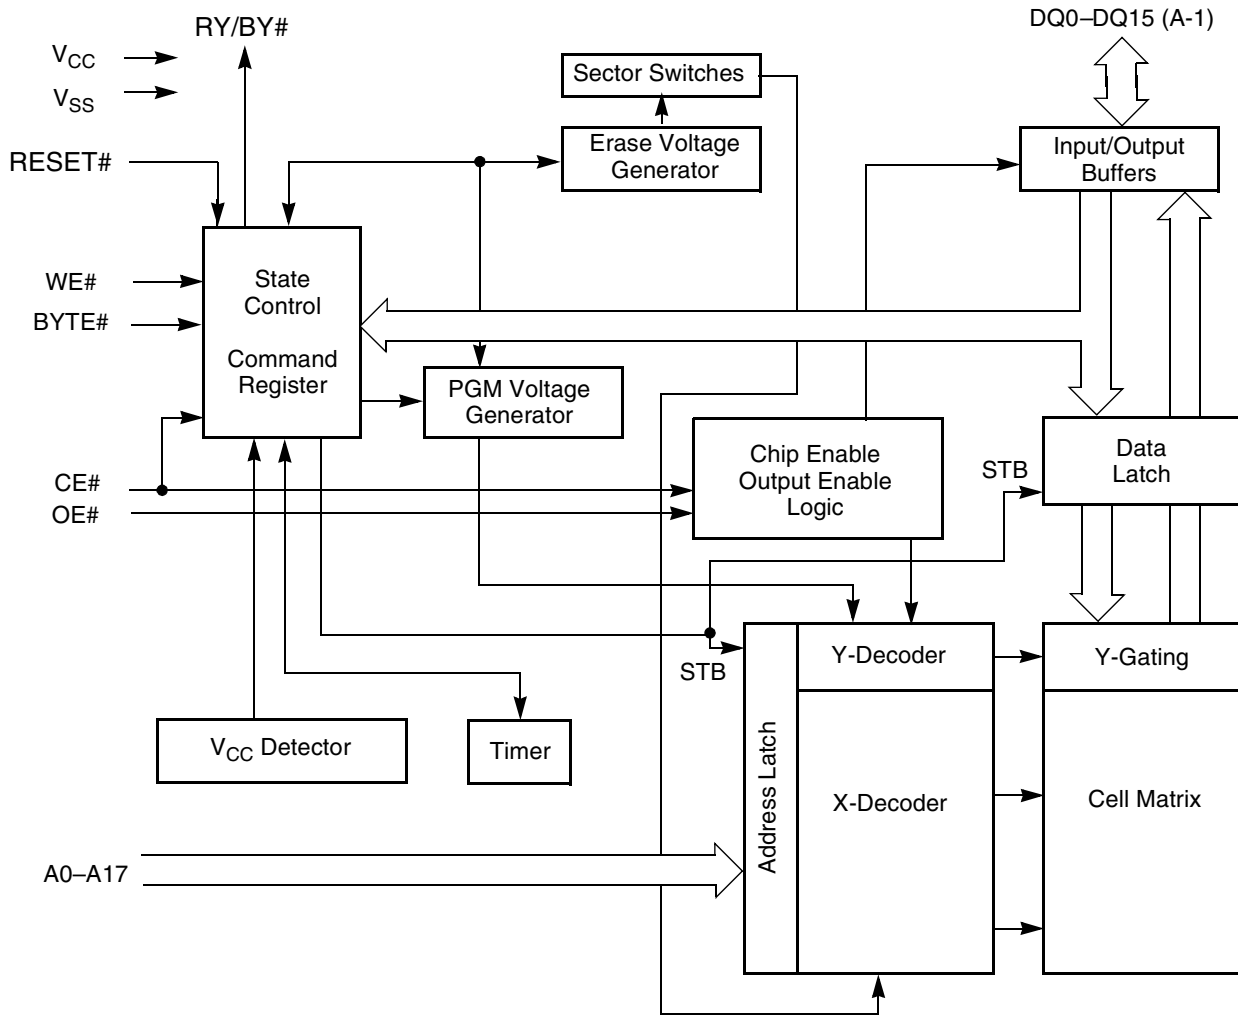 DQ0–DQ15 (A-1)
RY/BY#
VCC
VSS
Sector Switches
RESET#
Erase Voltage
Generator
Input/Output
Buffers
WE#
BYTE#
State
Control
Command
Register
PGM Voltage
Generator
Chip Enable
Output Enable
Logic
STB
Data
Latch
CE#
OE#
STB
Y-Decoder
Y-Gating
VCC Detector
Timer
Address Latch
X-Decoder
Cell Matrix
A0–A17